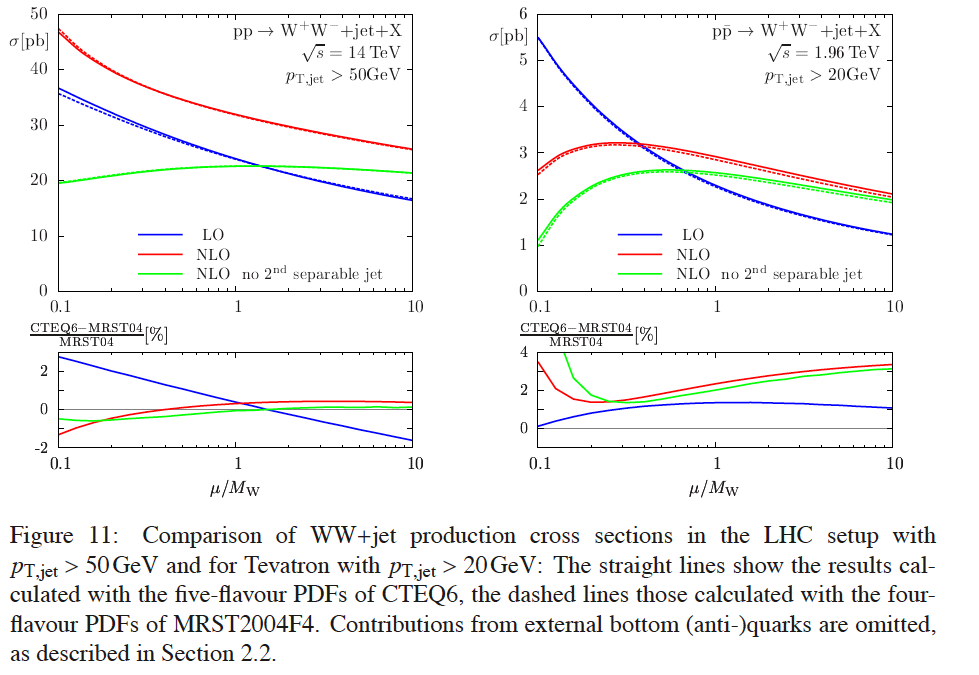 50
σ[pb]
40
30
20
10
0
0.1
1
10
pp → W⁺W⁻+jet+X
√s = 14 TeV
p_T,jet > 50GeV
LO
NLO
NLO no 2ⁿᵈ separable jet
CTEQ6−MRST04
MRST04
[%]
2
0
-2
0.1
1
10
μ/M_W
6
σ[pb]
5
4
3
2
1
0
0.1
1
10
pp̄ → W⁺W⁻+jet+X
√s = 1.96 TeV
p_T,jet > 20GeV
LO
NLO
NLO no 2ⁿᵈ separable jet
CTEQ6−MRST04
MRST04
[%]
4
2
0
0.1
1
10
μ/M_W
Figure 11: Comparison of WW+jet production cross sections in the LHC setup with
p_T,jet > 50GeV and for Tevatron with p_T,jet > 20GeV: The straight lines show the results cal-
culated with the five-flavour PDFs of CTEQ6, the dashed lines those calculated with the four-
flavour PDFs of MRST2004F4. Contributions from external bottom (anti-)quarks are omitted,
as described in Section 2.2.